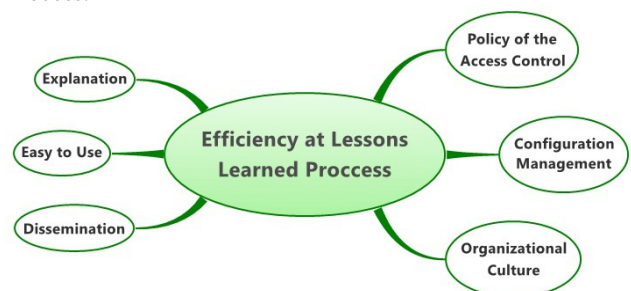 Explanation
Easy to Use
Dissemination
Efficiency at Lessons
Learned Proccess
Policy of the
Access Control
Configuration
Management
Organizational
Culture